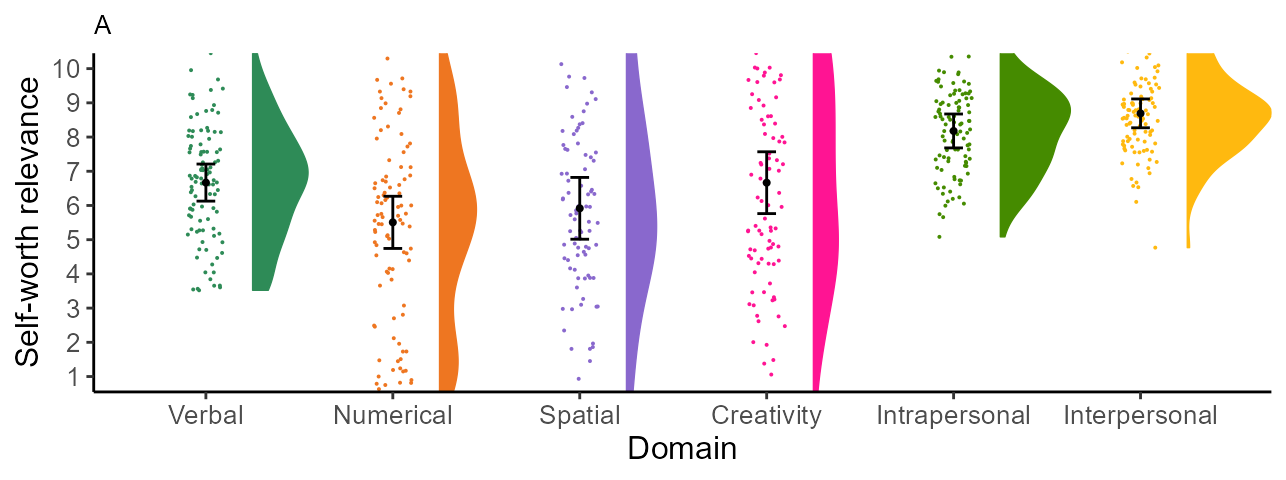 A
Self-worth relevance
10
9
8
7
6
5
4
3
2
1
Verbal Numerical Spatial Creativity Intrapersonal Interpersonal
Domain